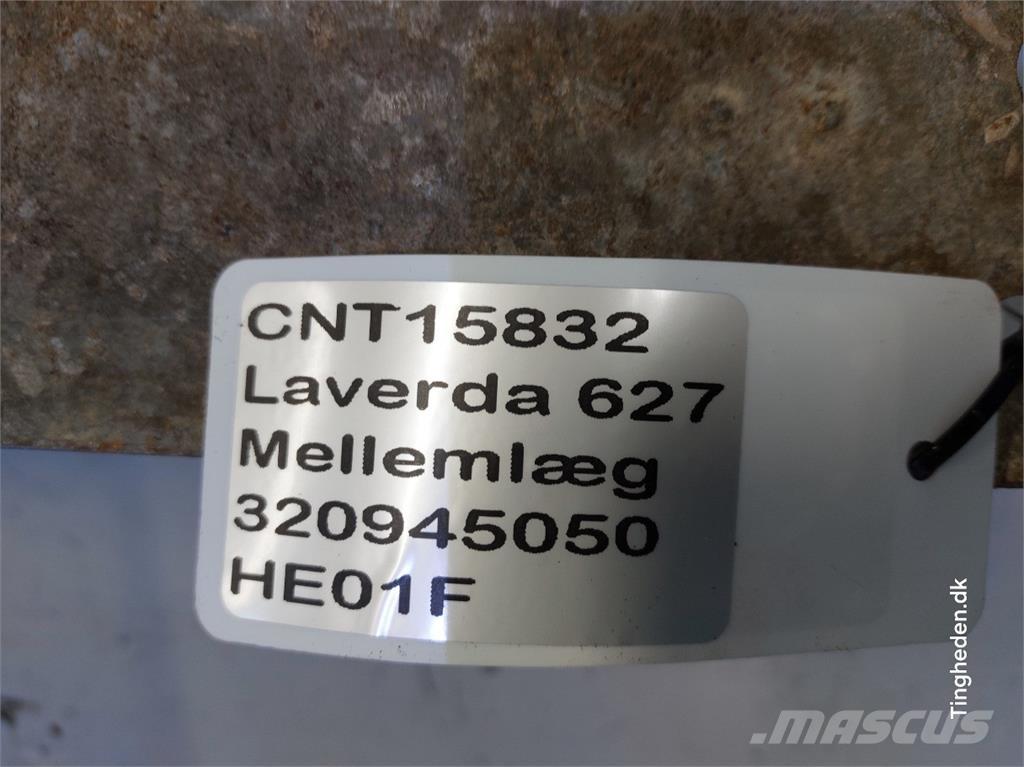 CNT15832
Laverda 627
Mellemlæg
320945050
HE01F
Tingheden.dk
MASCUS